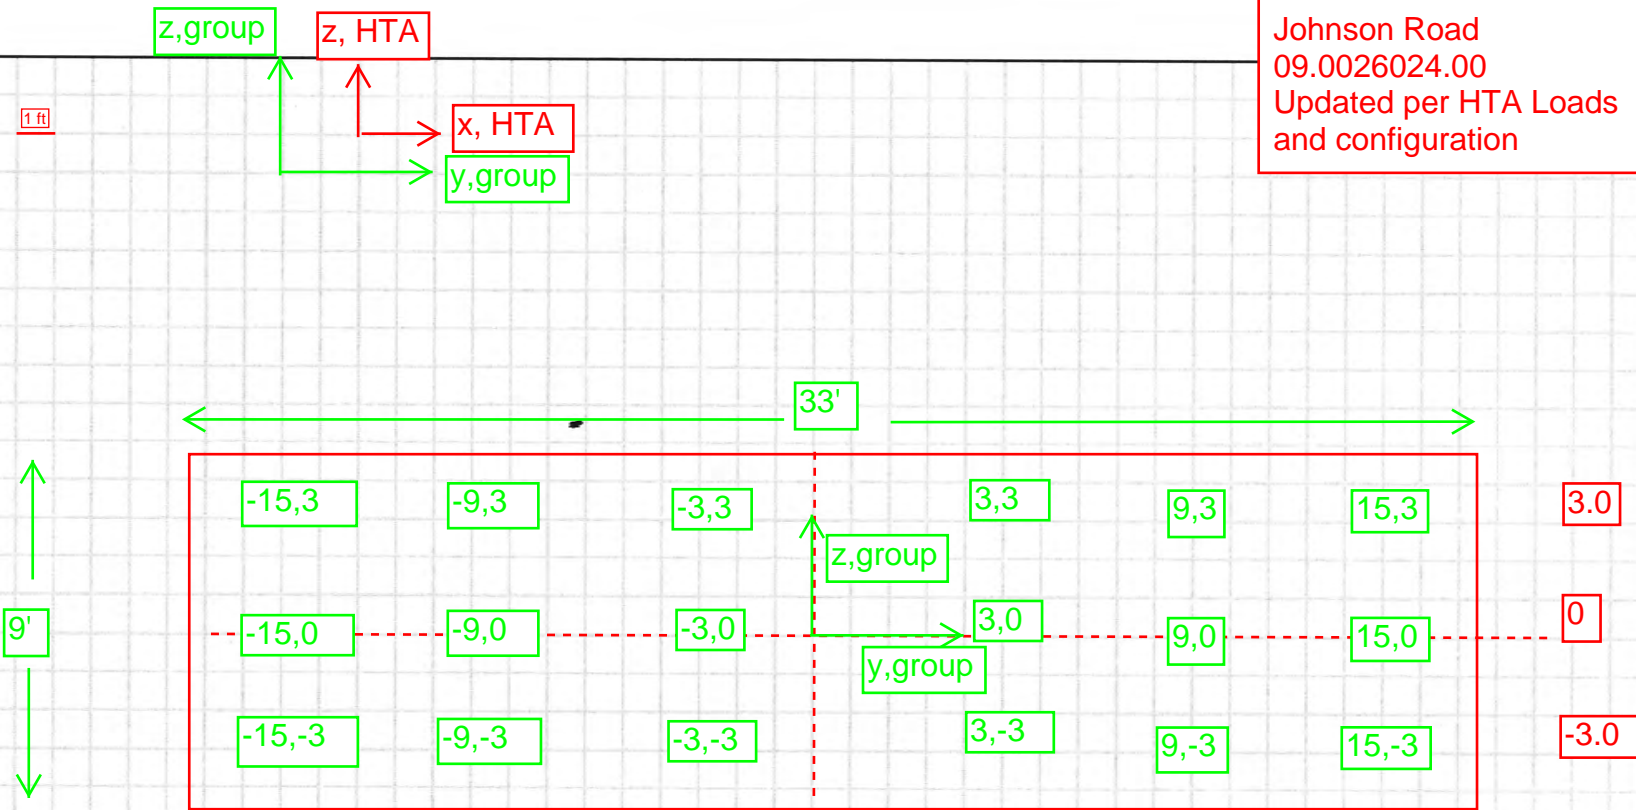 z,group
z, HTA
Johnson Road
09.0026024.00
Updated per HTA Loads
and configuration
1 ft
x, HTA
y,group
33'
-15,3
-9,3
-3,3
3,3
9,3
15,3
3.0
z,group
9'
-15,0
-9,0
-3,0
3,0
9,0
15,0
0
y,group
-15,-3
-9,-3
-3,-3
3,-3
9,-3
15,-3
-3.0